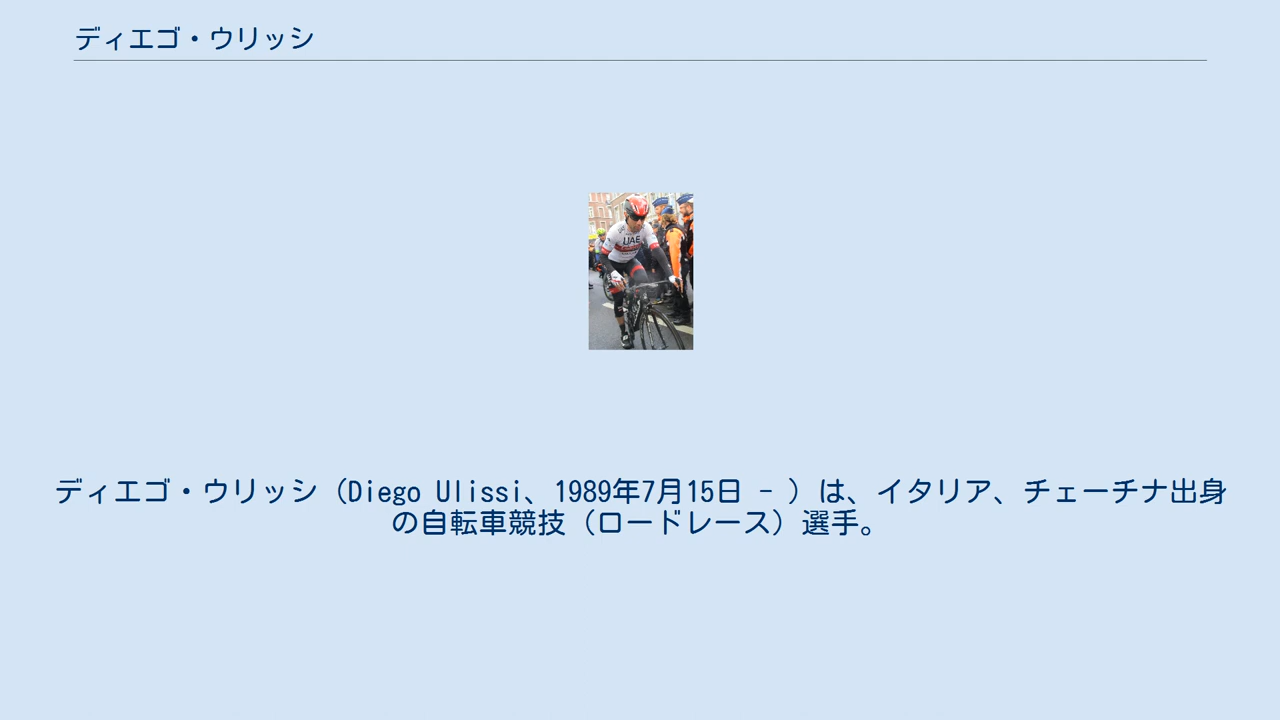 ディエゴ・ウリッシ
UAE
ディエゴ・ウリッシ（Diego Ulissi、1989年7月15日 - ）は、イタリア、チェーチナ出身
の自転車競技（ロードレース）選手。